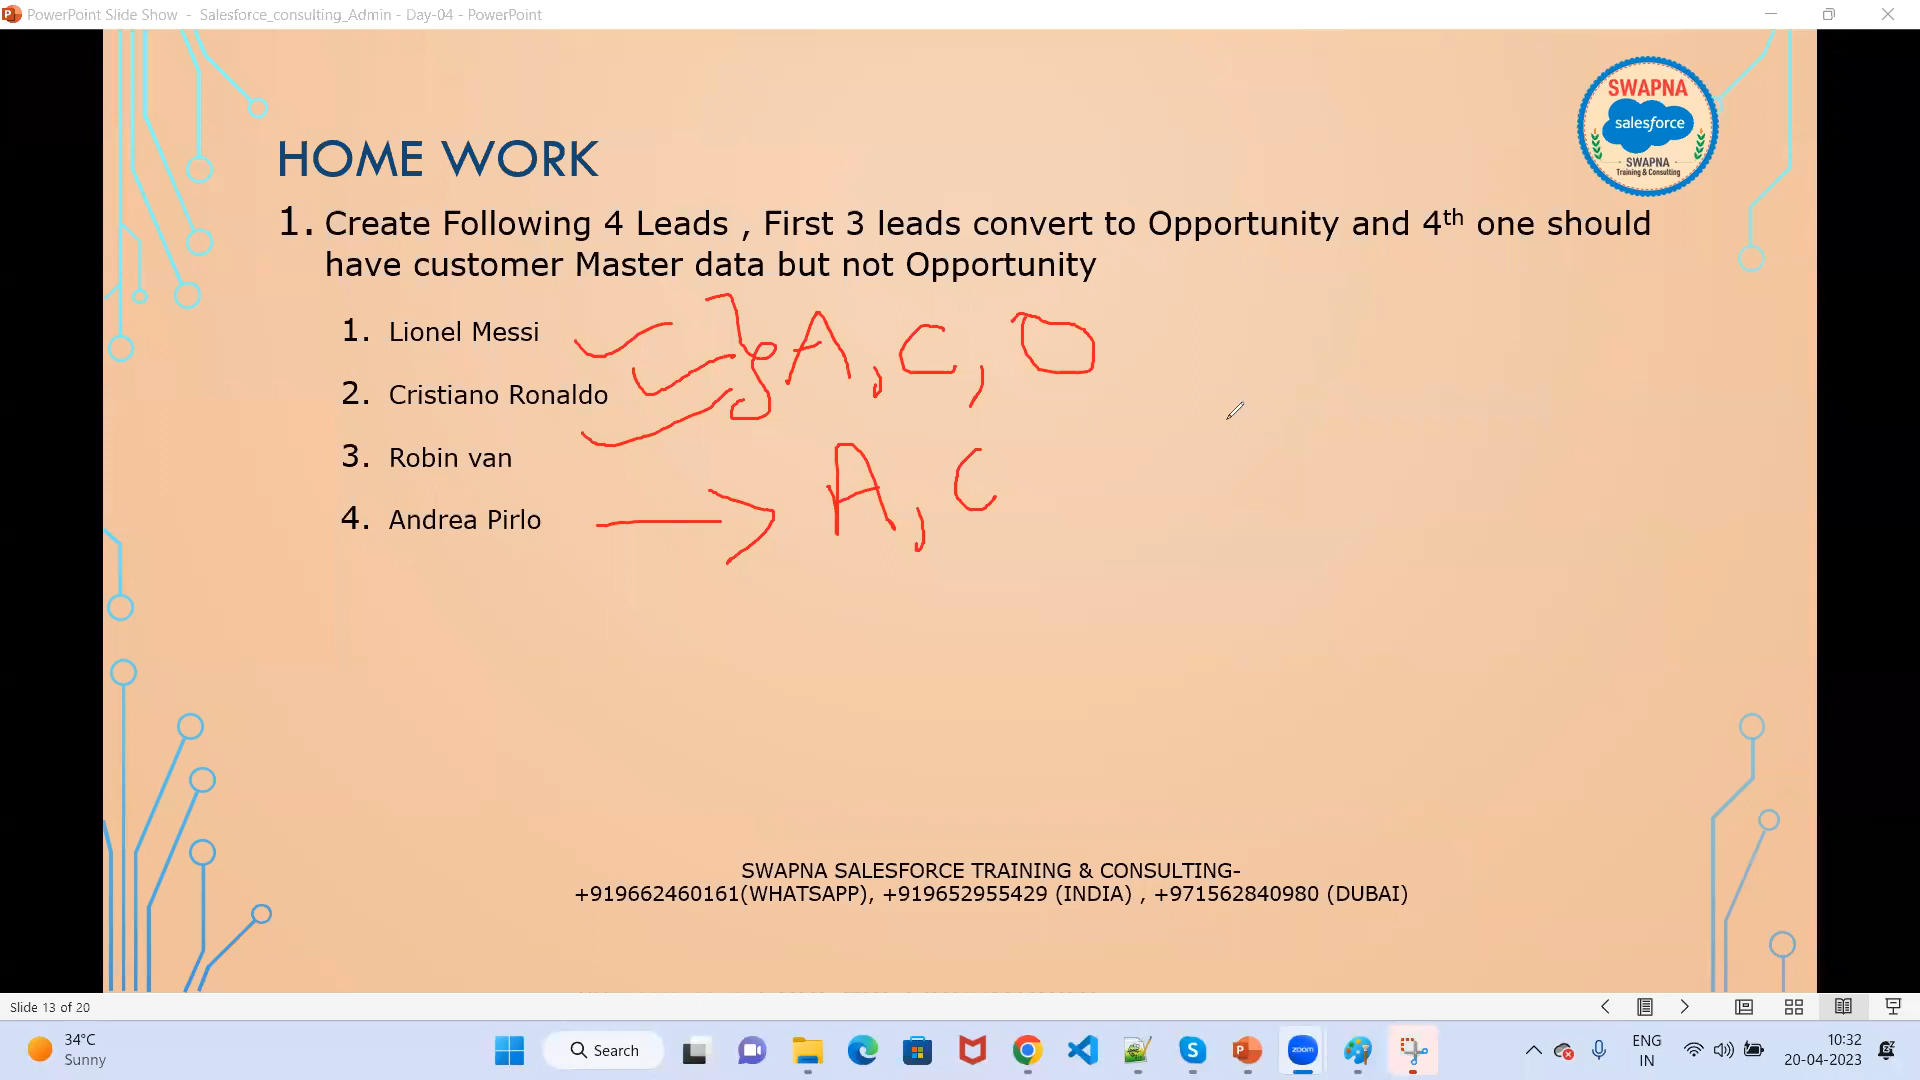 PowerPoint Slide Show - Salesforce_consulting_Admin - Day-04 - PowerPoint
SWAPNA
salesforce
SWAPNA
Training & Consulting
HOME WORK
1. Create Following 4 Leads , First 3 leads convert to Opportunity and 4th one should
have customer Master data but not Opportunity
1. Lionel Messi
2. Cristiano Ronaldo
3. Robin van
4. Andrea Pirlo
A, C, O
A, C
SWAPNA SALESFORCE TRAINING & CONSULTING-
+919662460161(WHATSAPP), +919652955429 (INDIA) , +971562840980 (DUBAI)
Slide 13 of 20
34°C
Sunny
Search
zoom
ENG
IN
10:32
20-04-2023